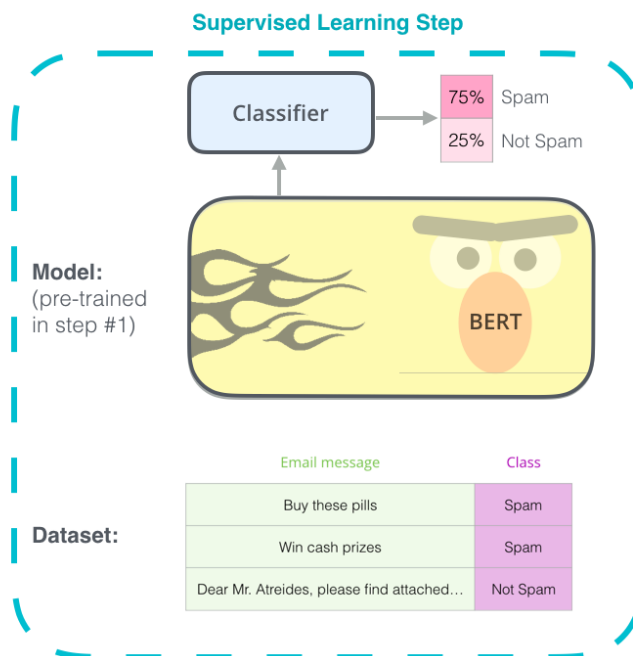 Supervised Learning Step
Classifier
75% Spam
25% Not Spam
Model:
(pre-trained
in step #1)
BERT
Email message Class
Dataset:
Buy these pills Spam
Win cash prizes Spam
Dear Mr. Atreides, please find attached… Not Spam